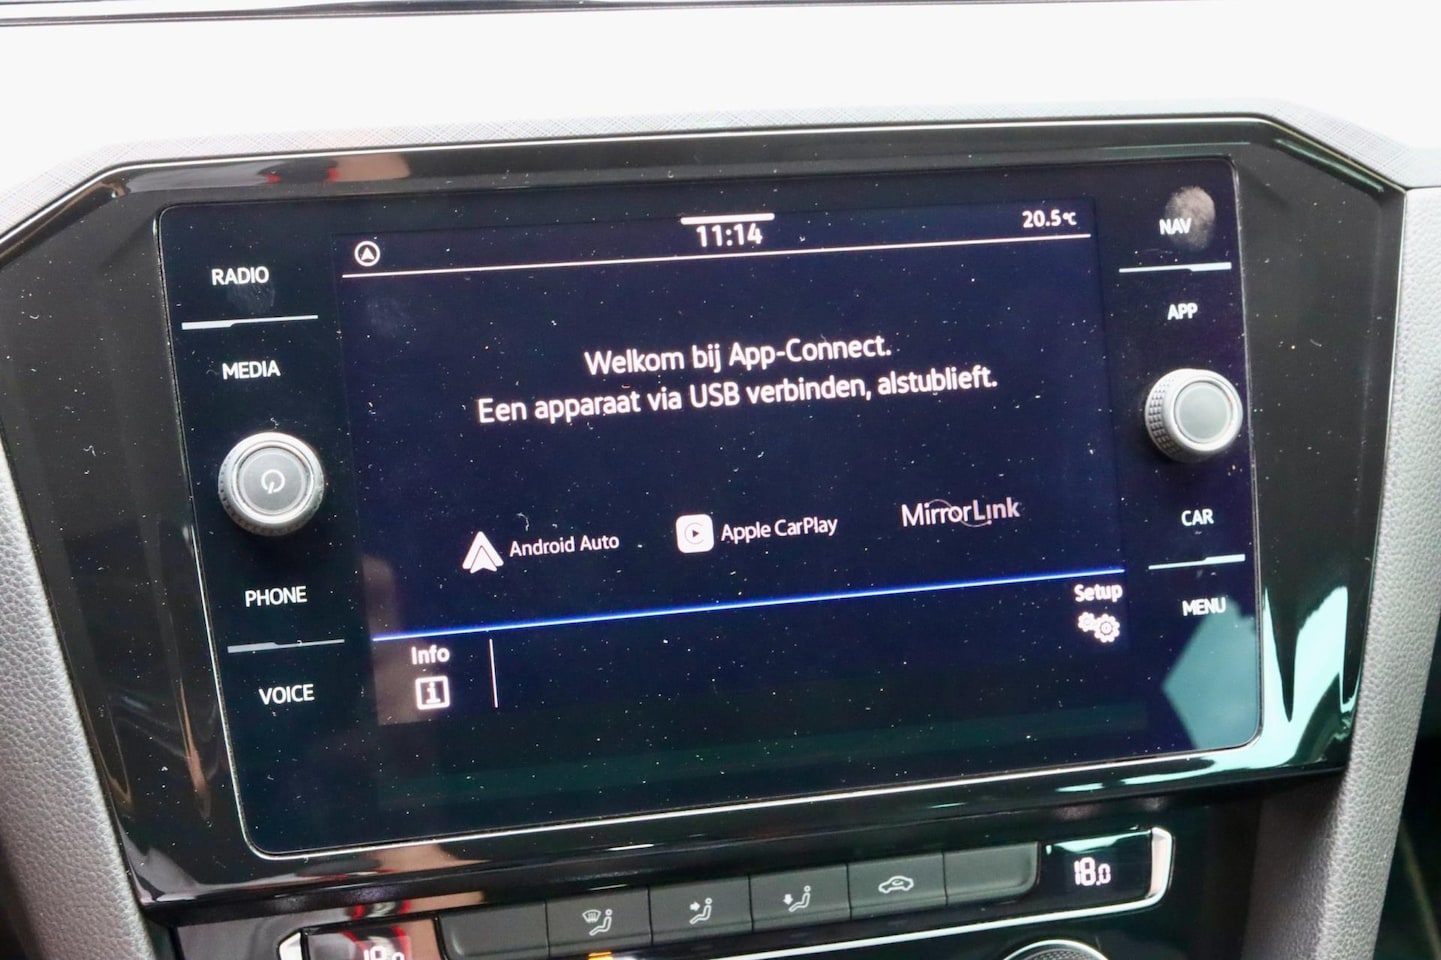 11:14
20.5°C
RADIO
MEDIA
PHONE
VOICE
NAV
APP
CAR
MENU
Welkom bij App-Connect.
Een apparaat via USB verbinden, alstublieft.
Android Auto
Apple CarPlay
MirrorLink
Setup
Info
18.0